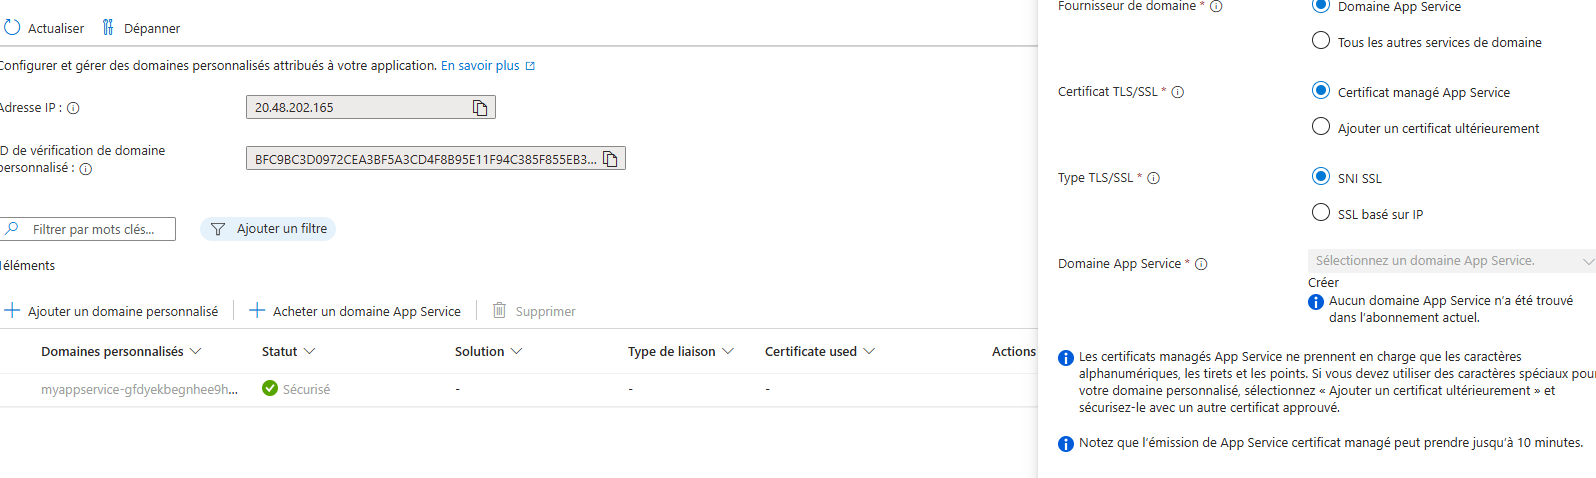 Actualiser
Dépanner
Configurer et gérer des domaines personnalisés attribués à votre application. En savoir plus
Adresse IP :
20.48.202.165
ID de vérification de domaine
personnalisé :
BFC9BC3D0972CEA3BF5A3CD4F8B95E11F94C385F855EB3...
Filtrer par mots clés...
Ajouter un filtre
éléments
Ajouter un domaine personnalisé
Acheter un domaine App Service
Supprimer
Domaines personnalisés
Statut
Solution
Type de liaison
Certificate used
Actions
myappservice-gfdyekbegnhee9h...
Sécurisé
-
-
-
Fournisseur de domaine *
Domaine App Service
Tous les autres services de domaine
Certificat TLS/SSL *
Certificat managé App Service
Ajouter un certificat ultérieurement
Type TLS/SSL *
SNI SSL
SSL basé sur IP
Domaine App Service *
Sélectionnez un domaine App Service.
Créer
Aucun domaine App Service n’a été trouvé
dans l’abonnement actuel.
Les certificats managés App Service ne prennent en charge que les caractères
alphanumériques, les tirets et les points. Si vous devez utiliser des caractères spéciaux pour
votre domaine personnalisé, sélectionnez « Ajouter un certificat ultérieurement » et
sécurisez-le avec un autre certificat approuvé.
Notez que l’émission de App Service certificat managé peut prendre jusqu’à 10 minutes.